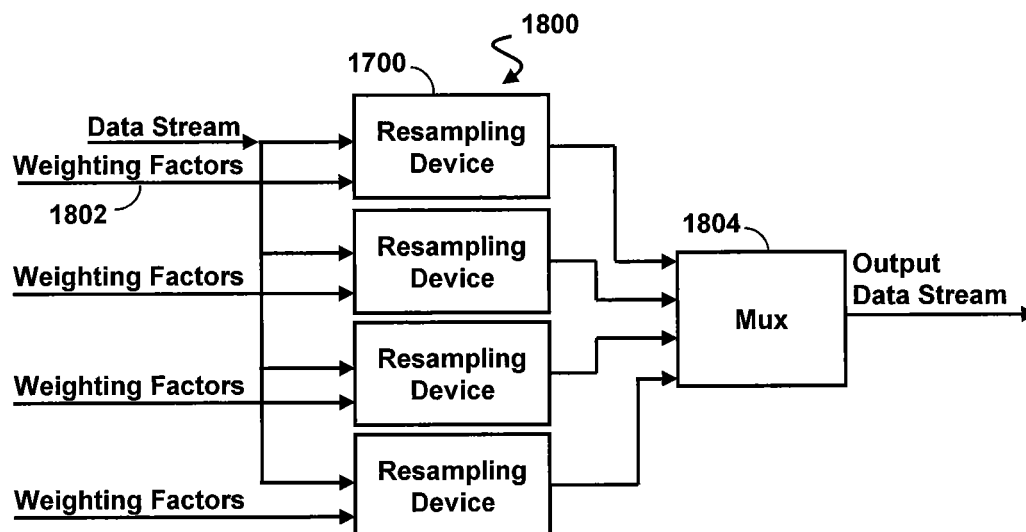 1800
1700
Data Stream
Resampling
Device
Weighting Factors
1802
Resampling
Device
Weighting Factors
1804
Mux
Output
Data Stream
Resampling
Device
Weighting Factors
Resampling
Device
Weighting Factors